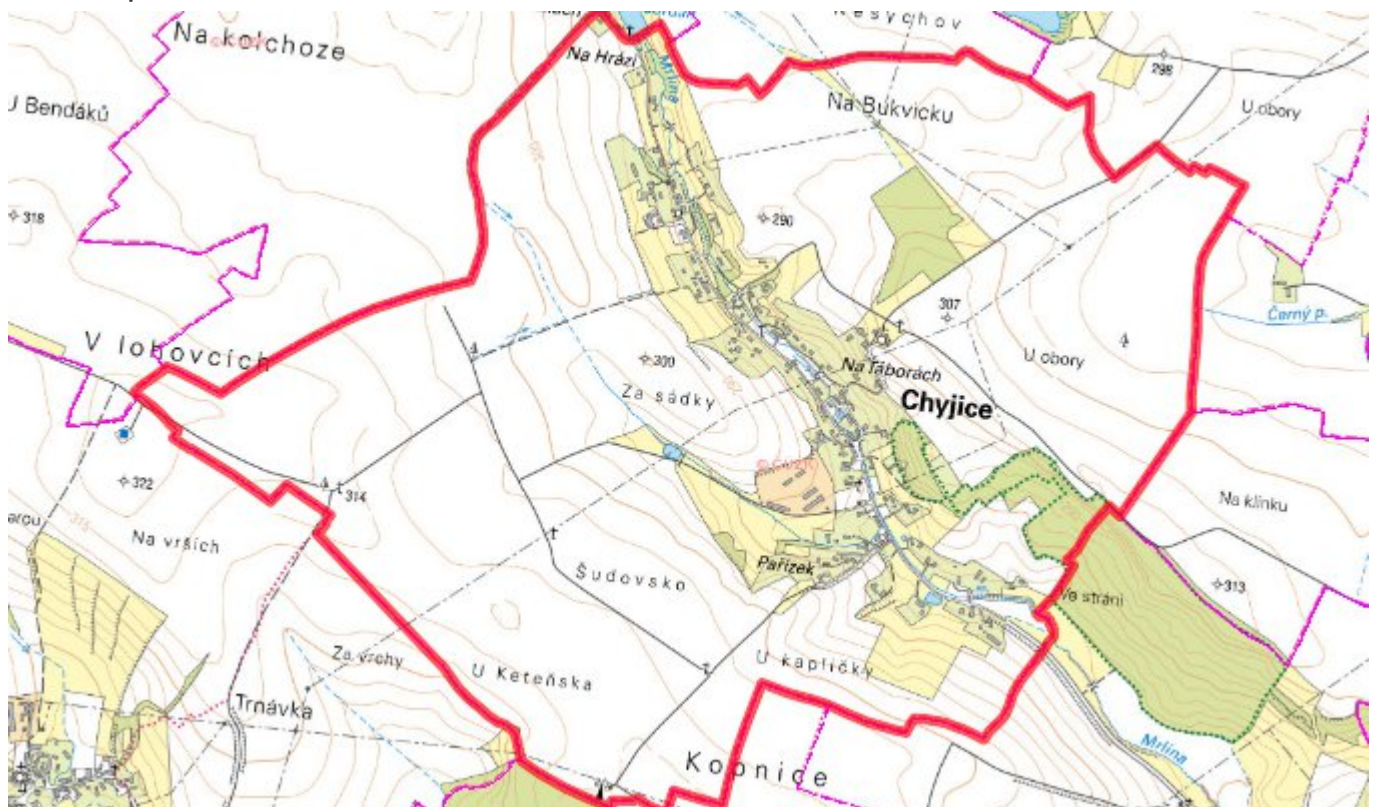 Na kolchoze
Na Hrázi
Mrlina
298
U Bendáků
Na Bukvicku
U obory
318
290
307
Černý p.
V lohovcích
300
Na Táborách
U obory
Za sádky
Chyjice
322
314
Na klínku
Na vrších
Šudovsko
Pařízek
313
Ve stráni
Za vrchy
U Keteňska
U kapličky
Trnávka
Mrlina
Kopnice